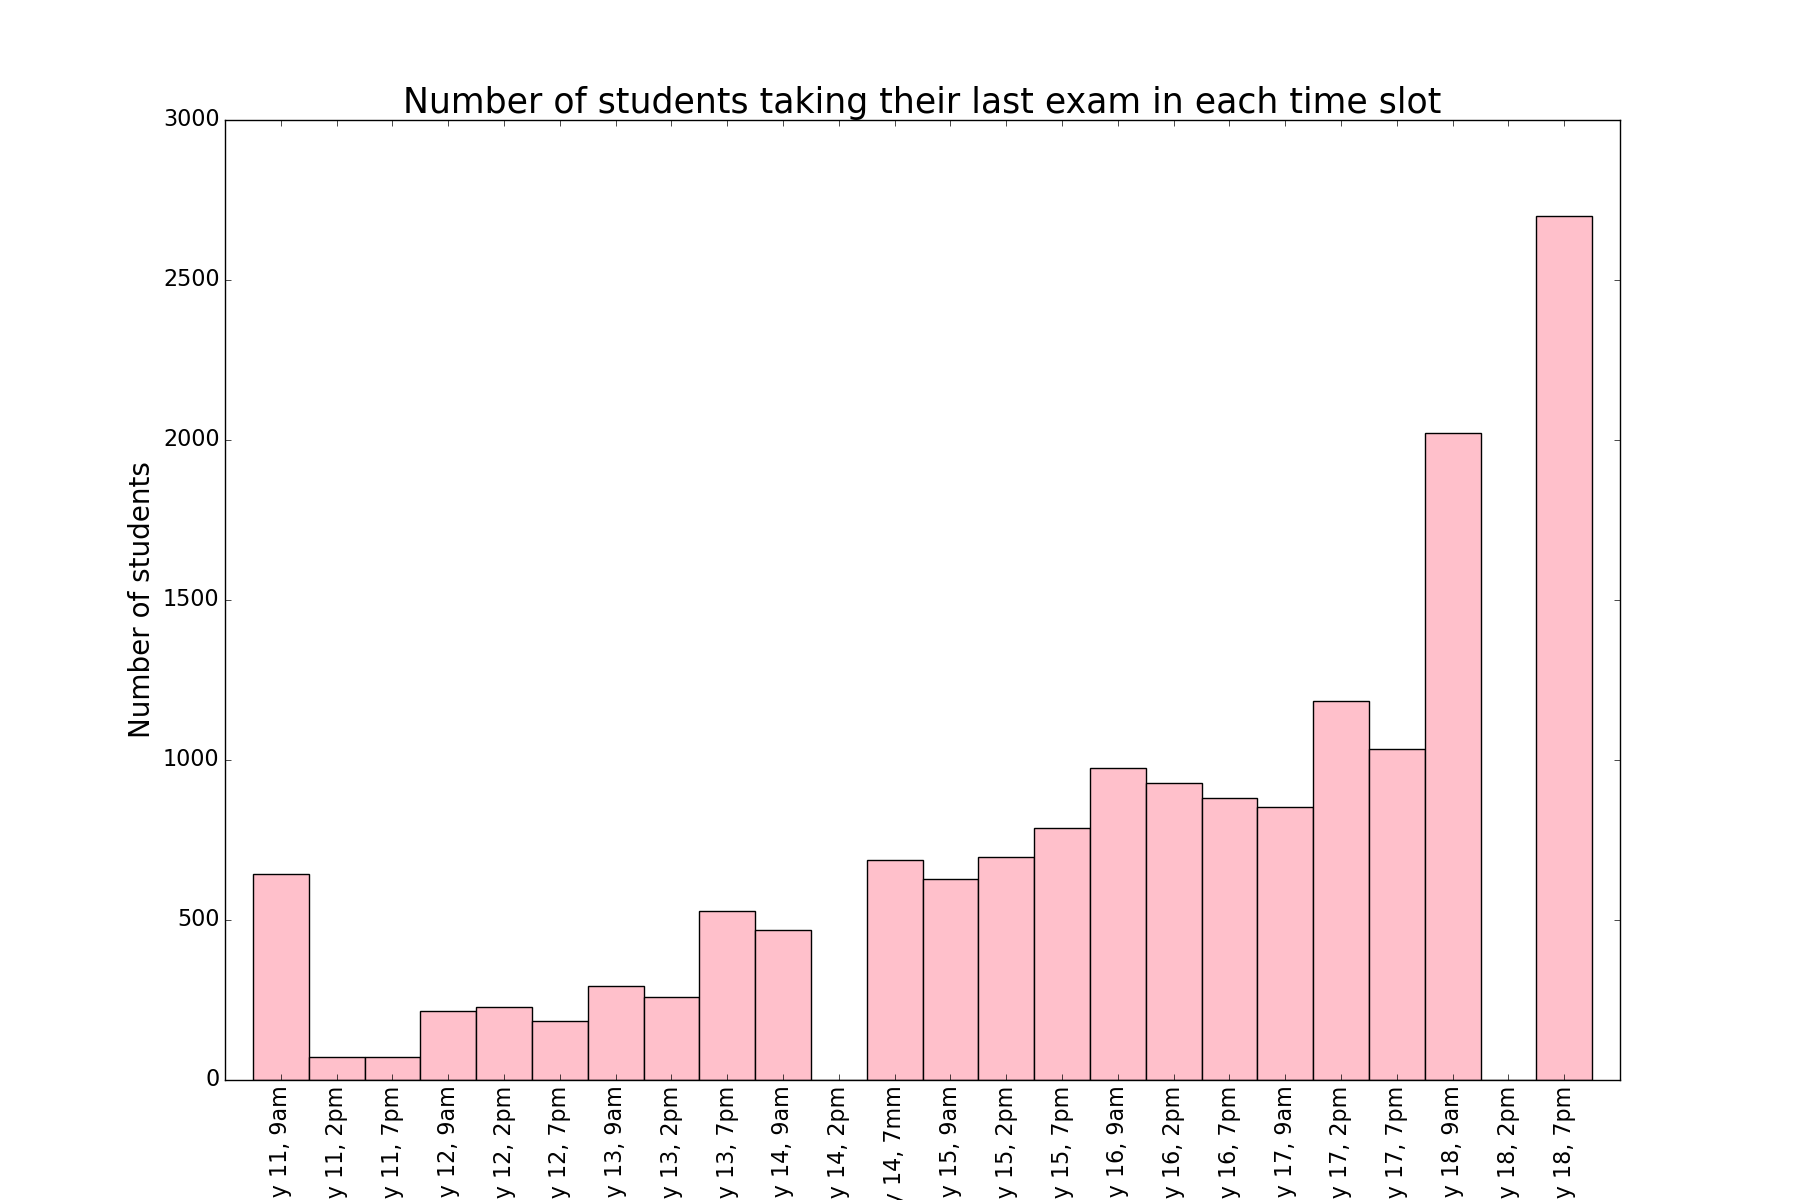 Number of students taking their last exam in each time slot
3000
2500
2000
1500
1000
500
0
Number of students
y 11, 9am
y 11, 2pm
y 11, 7pm
y 12, 9am
y 12, 2pm
y 12, 7pm
y 13, 9am
y 13, 2pm
y 13, 7pm
y 14, 9am
y 14, 2pm
y 14, 7mm
y 15, 9am
y 15, 2pm
y 15, 7pm
y 16, 9am
y 16, 2pm
y 16, 7pm
y 17, 9am
y 17, 2pm
y 17, 7pm
y 18, 9am
y 18, 2pm
y 18, 7pm